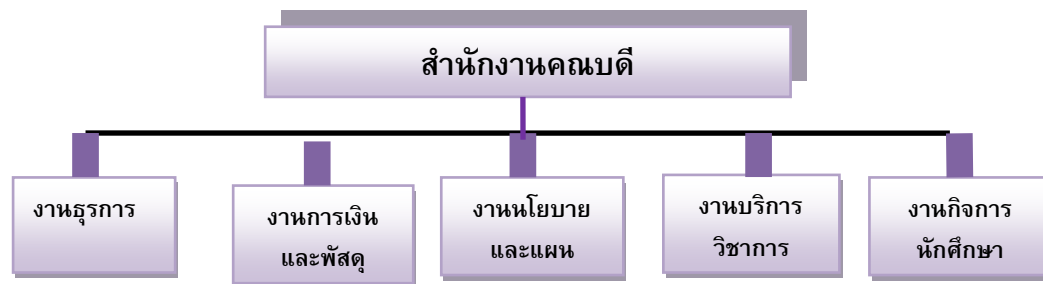 สำนักงานคณบดี
งานธุรการ
งานการเงิน
และพัสดุ
งานนโยบาย
และแผน
งานบริการ
วิชาการ
งานกิจการ
นักศึกษา